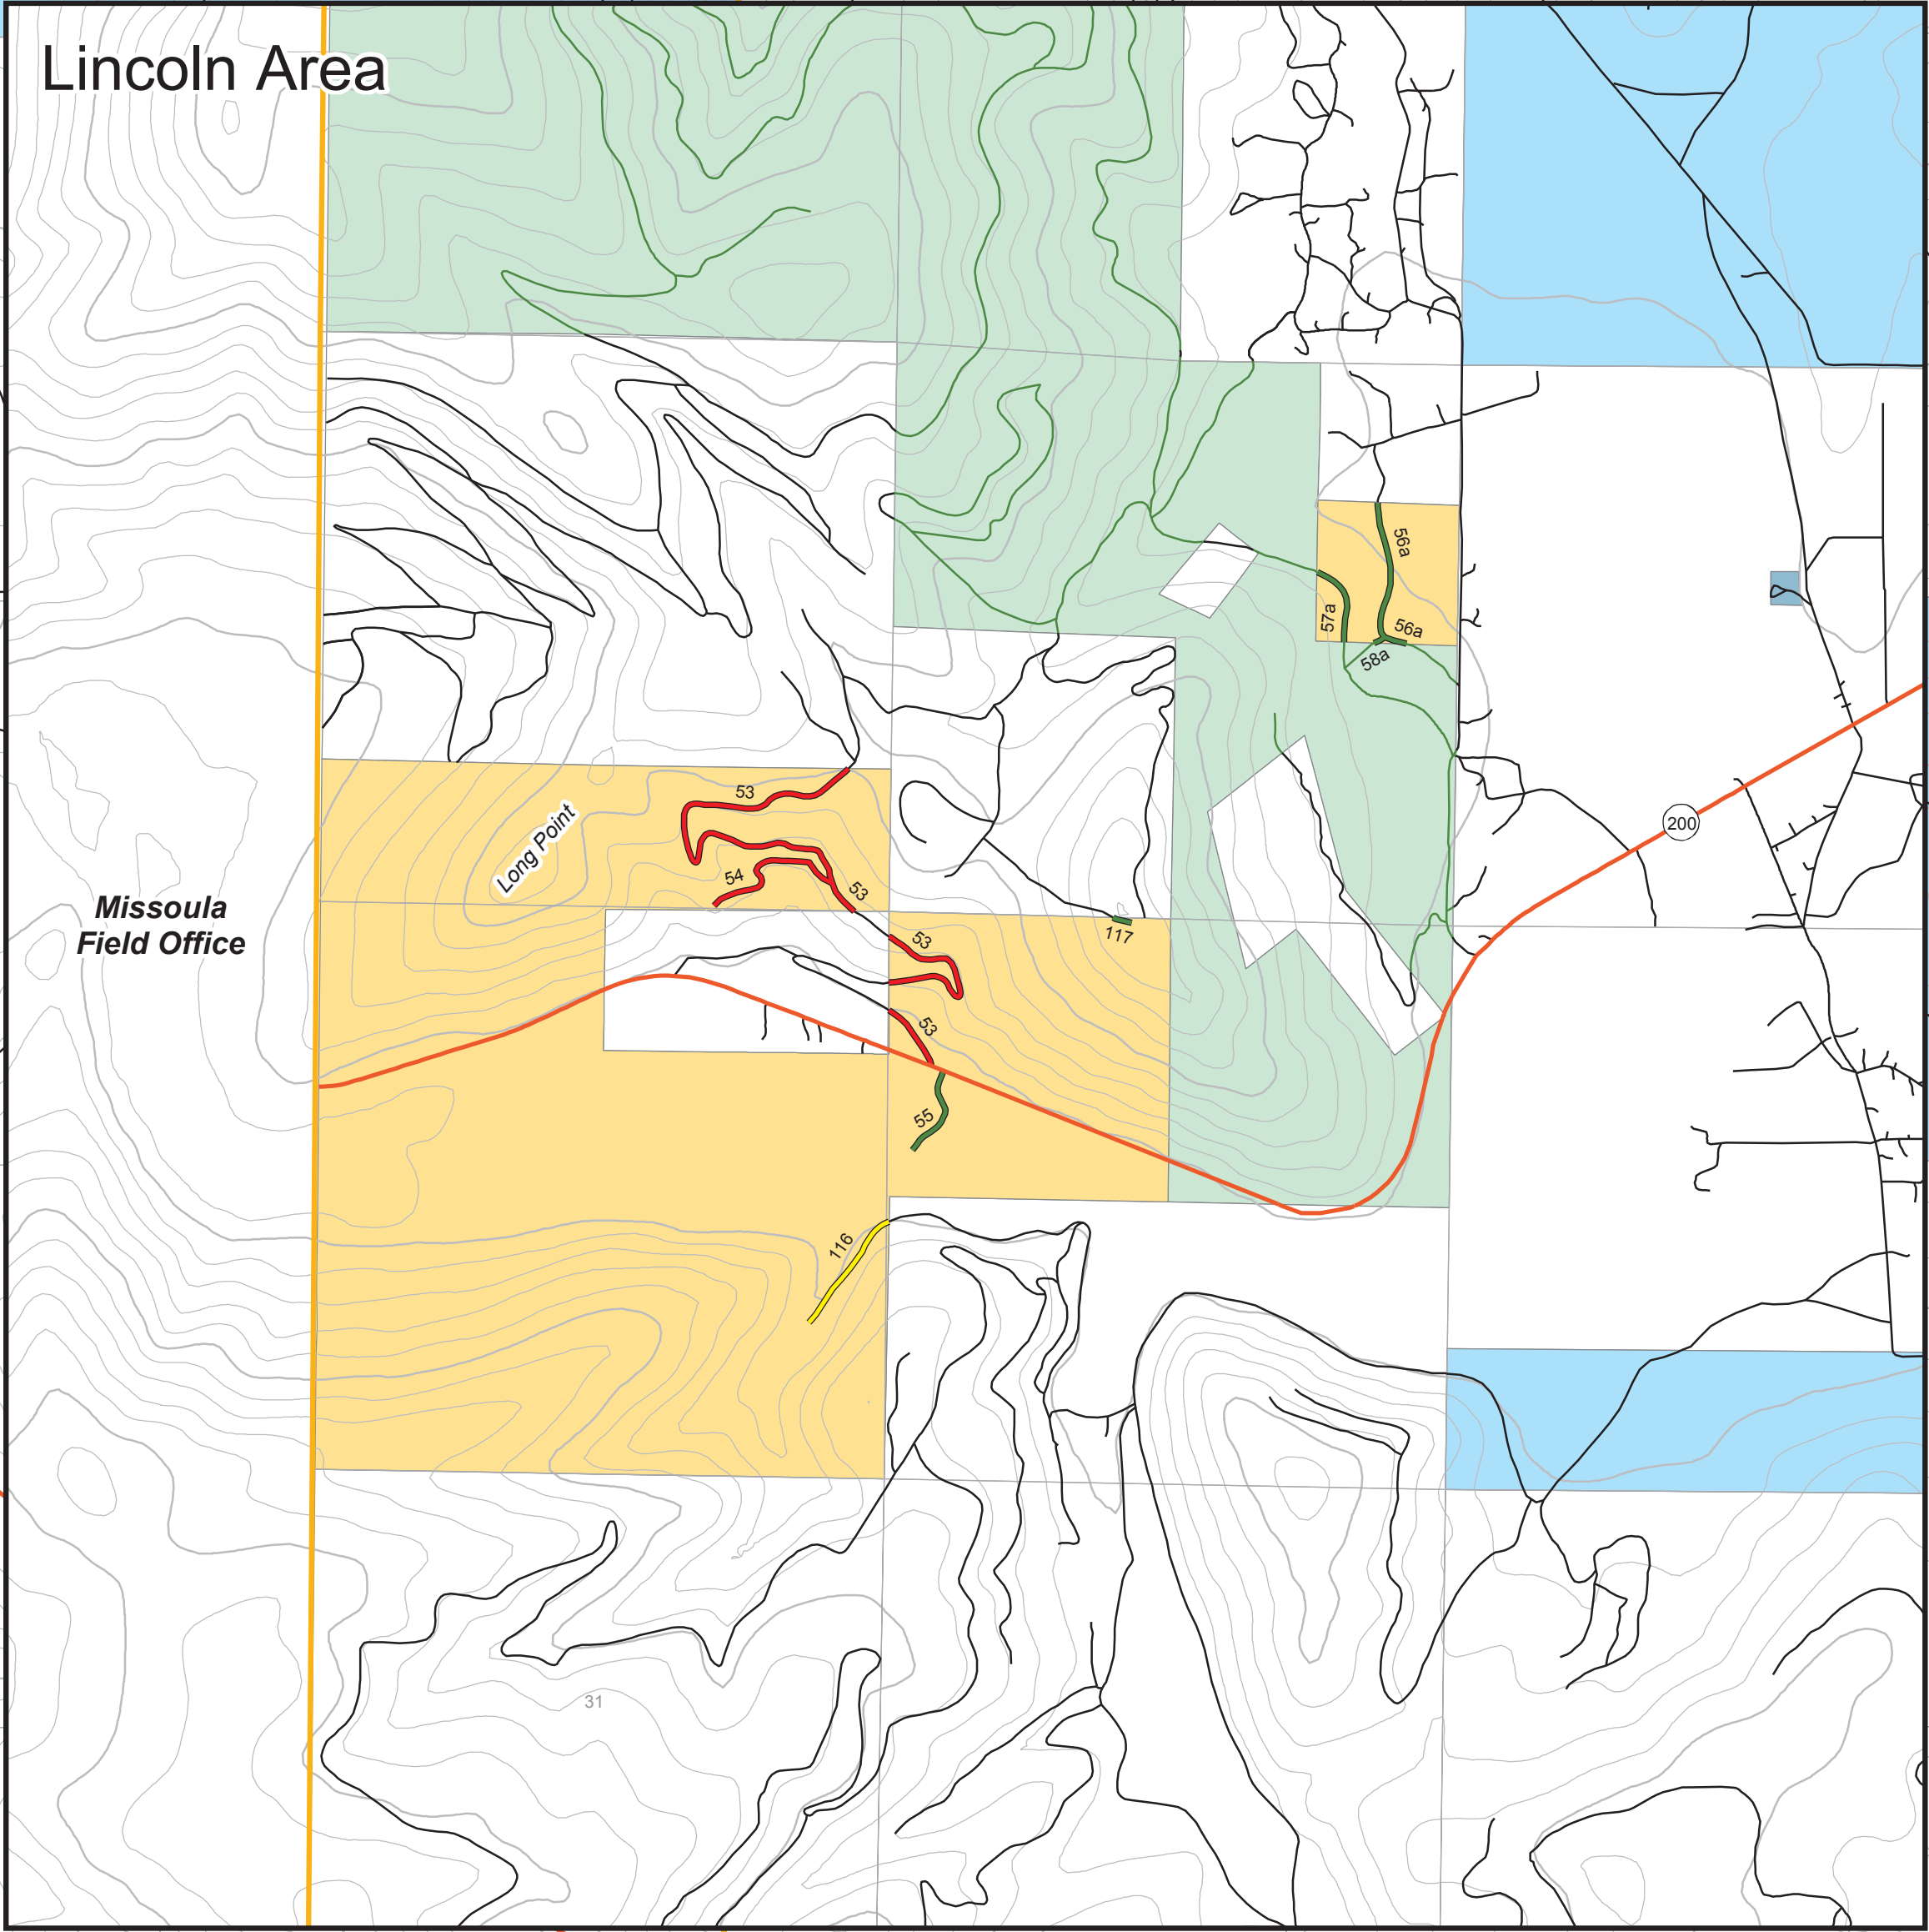 Lincoln Area
56a
57a
56a
58a
200
53
Long Point
54
53
Missoula
Field Office
117
53
53
55
116
31